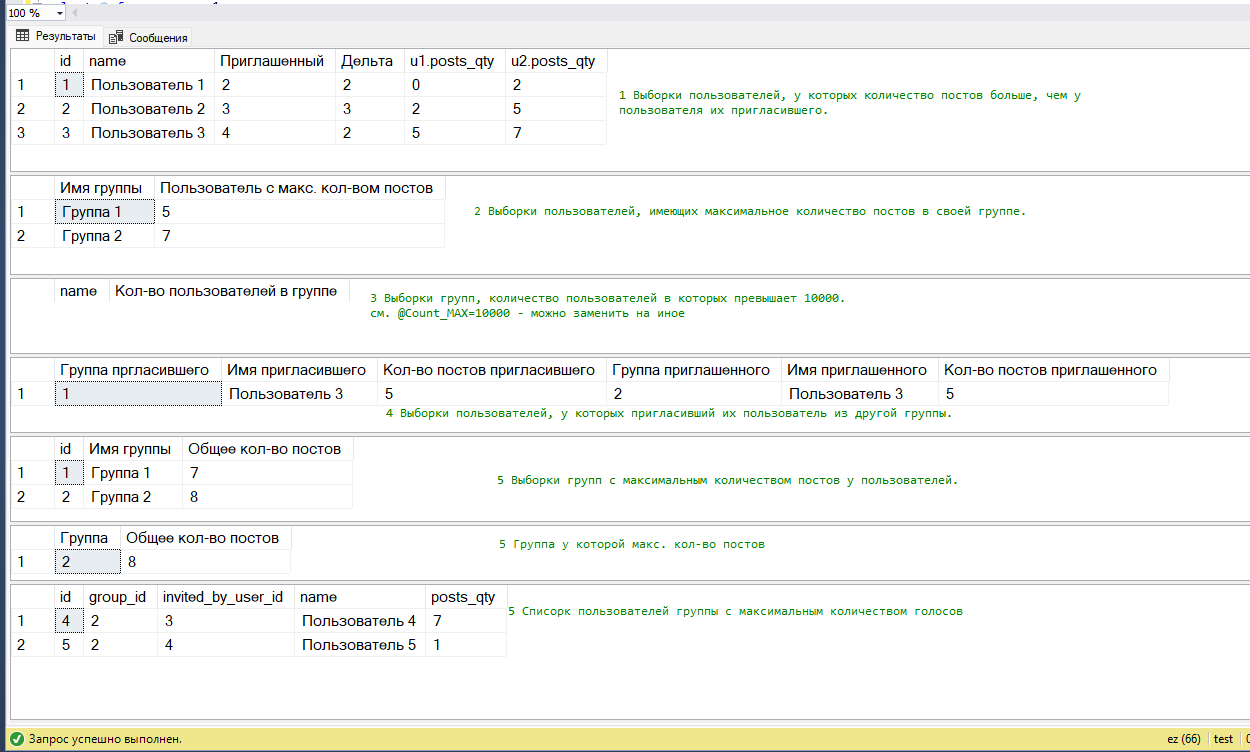 100 %
Результаты Сообщения
id name Приглашенный Дельта u1.posts_qty u2.posts_qty
1 1 Пользователь 1 2 2 0 2
2 2 Пользователь 2 3 3 2 5
3 3 Пользователь 3 4 2 5 7
1 Выборки пользователей, у которых количество постов больше, чем у
пользователя их пригласившего.
Имя группы Пользователь с макс. кол-вом постов
1 Группа 1 5
2 Группа 2 7
2 Выборки пользователей, имеющих максимальное количество постов в своей группе.
name Кол-во пользователей в группе
3 Выборки групп, количество пользователей в которых превышает 10000.
см. @Count_MAX=10000 - можно заменить на иное
Группа пргласившего Имя пригласившего Кол-во постов пригласившего Группа приглашенного Имя приглашенного Кол-во постов приглашенного
1 1 Пользователь 3 5 2 Пользователь 3 5
4 Выборки пользователей, у которых пригласивший их пользователь из другой группы.
id Имя группы Общее кол-во постов
1 1 Группа 1 7
2 2 Группа 2 8
5 Выборки групп с максимальным количеством постов у пользователей.
Группа Общее кол-во постов
1 2 8
5 Группа у которой макс. кол-во постов
id group_id invited_by_user_id name posts_qty
1 4 2 3 Пользователь 4 7
2 5 2 4 Пользователь 5 1
5 Списорк пользователей группы с максимальным количеством голосов
Запрос успешно выполнен. ez (66) test